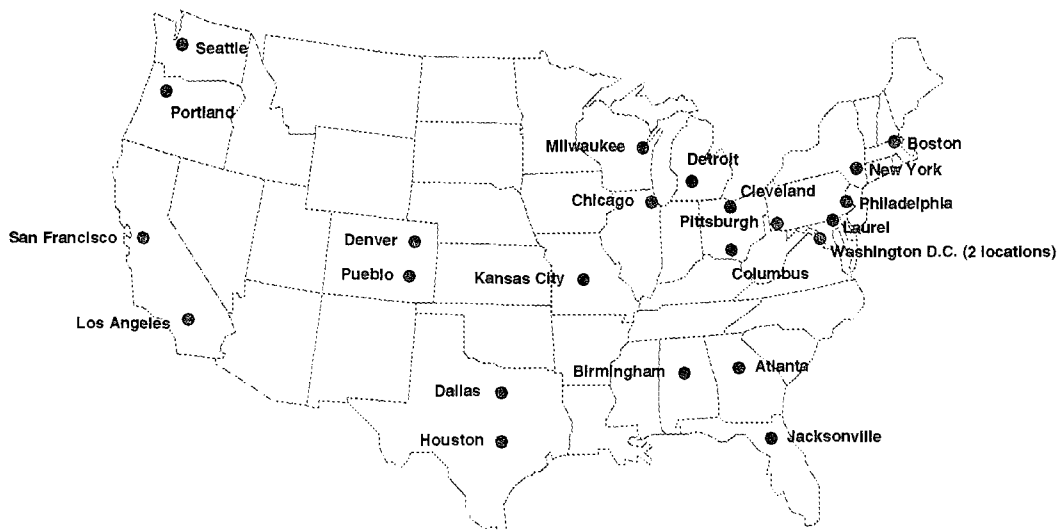 Seattle
Portland
Boston
Milwaukee
Detroit
New York
Cleveland
Chicago
Philadelphia
Pittsburgh
Laurel
San Francisco
Denver
Washington D.C. (2 locations)
Pueblo
Kansas City
Columbus
Los Angeles
Birmingham
Atlanta
Dallas
Houston
Jacksonville